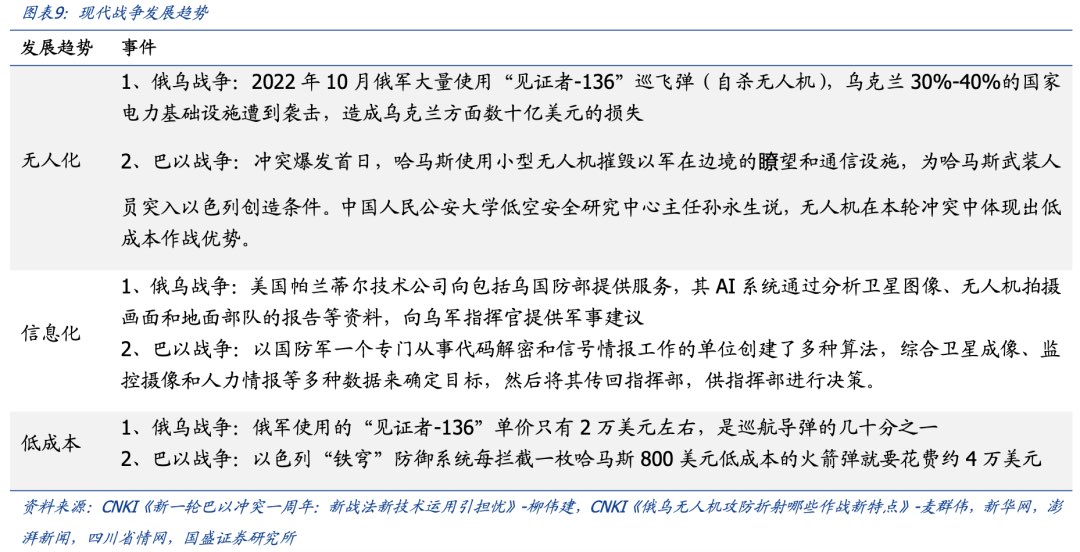 图表9：现代战争发展趋势
发展趋势 事件
1、俄乌战争：2022 年 10 月俄军大量使用“见证者-136”巡飞弹（自杀无人机），乌克兰 30%-40%的国家
电力基础设施遭到袭击，造成乌克兰方面数十亿美元的损失
无人化
2、巴以战争：冲突爆发首日，哈马斯使用小型无人机摧毁以军在边境的瞭望和通信设施，为哈马斯武装人
员突入以色列创造条件。中国人民公安大学低空安全研究中心主任孙永生说，无人机在本轮冲突中体现出低
成本作战优势。
1、俄乌战争：美国帕兰蒂尔技术公司向包括乌国防部提供服务，其 AI 系统通过分析卫星图像、无人机拍摄
画面和地面部队的报告等资料，向乌军指挥官提供军事建议
信息化
2、巴以战争：以国防军一个专门从事代码解密和信号情报工作的单位创建了多种算法，综合卫星成像、监
控摄像和人力情报等多种数据来确定目标，然后将其传回指挥部，供指挥部进行决策。
1、俄乌战争：俄军使用的“见证者-136”单价只有 2 万美元左右，是巡航导弹的几十分之一
低成本
2、巴以战争：以色列“铁穹”防御系统每拦截一枚哈马斯 800 美元低成本的火箭弹就要花费约 4 万美元
资料来源：CNKI《新一轮巴以冲突一周年：新战法新技术运用引担忧》-柳伟建，CNKI《俄乌无人机攻防折射哪些作战新特点》-麦群伟，新华网，澎
湃新闻，四川省情网，国盛证券研究所